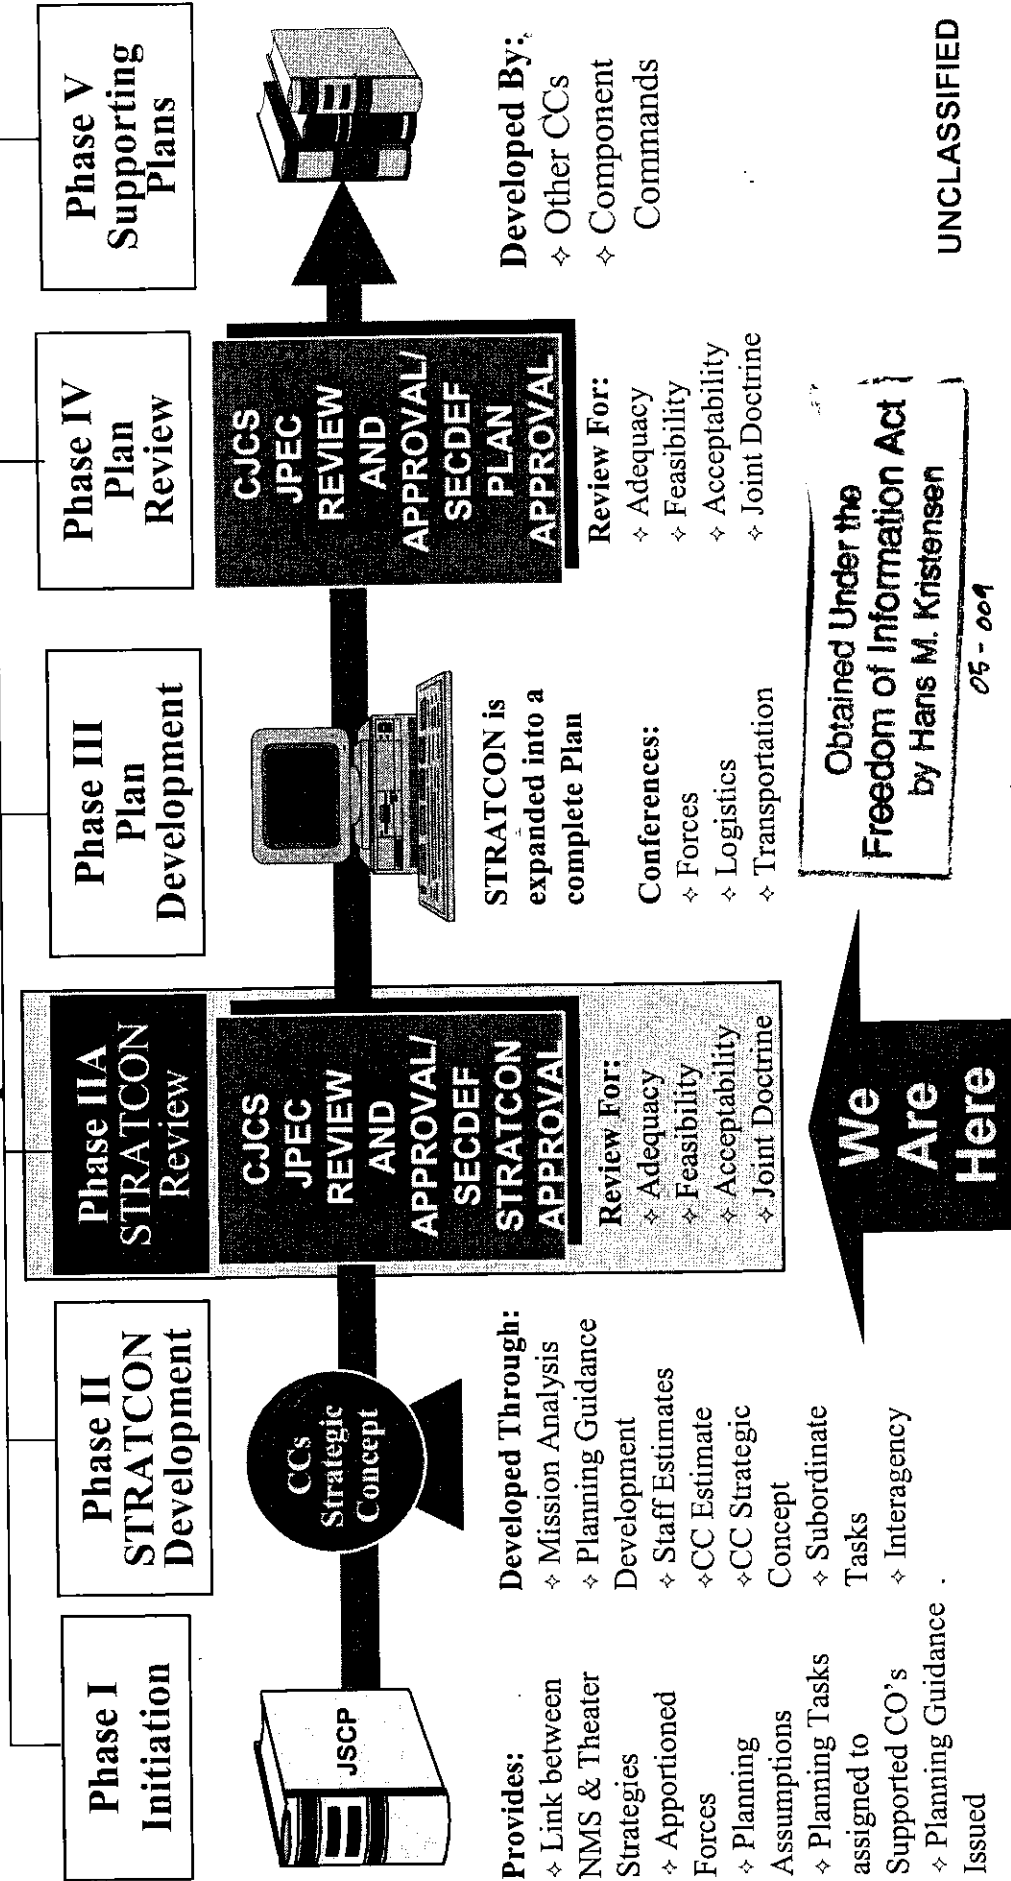 Phase I
Initiation
JSCP
Provides:
✧ Link between
NMS & Theater
Strategies
✧ Apportioned
Forces
✧ Planning
Assumptions
✧ Planning Tasks
assigned to
Supported CO's
✧ Planning Guidance
Issued
Phase II
STRATCON
Development
CCs
Strategic
Concept
Developed Through:
✧ Mission Analysis
✧ Planning Guidance
Development
✧ Staff Estimates
✧CC Estimate
✧CC Strategic
Concept
✧ Subordinate
Tasks
✧ Interagency
Phase IIA
STRATCON
Review
CJCS
JPEC
REVIEW
AND
APPROVAL/
SECDEF
STRATCON
APPROVAL
Review For:
✧ Adequacy
✧ Feasibility
✧ Acceptability
✧ Joint Doctrine
We
Are
Here
Phase III
Plan
Development
STRATCON is
expanded into a
complete Plan
Conferences:
✧ Forces
✧ Logistics
✧ Transportation
Phase IV
Plan
Review
CJCS
JPEC
REVIEW
AND
APPROVAL/
SECDEF
PLAN
APPROVAL
Review For:
✧ Adequacy
✧ Feasibility
✧ Acceptability
✧ Joint Doctrine
Phase V
Supporting
Plans
Developed By:
✧ Other CCs
✧ Component
Commands
Obtained Under the
Freedom of Information Act
by Hans M. Kristensen
05-009
UNCLASSIFIED